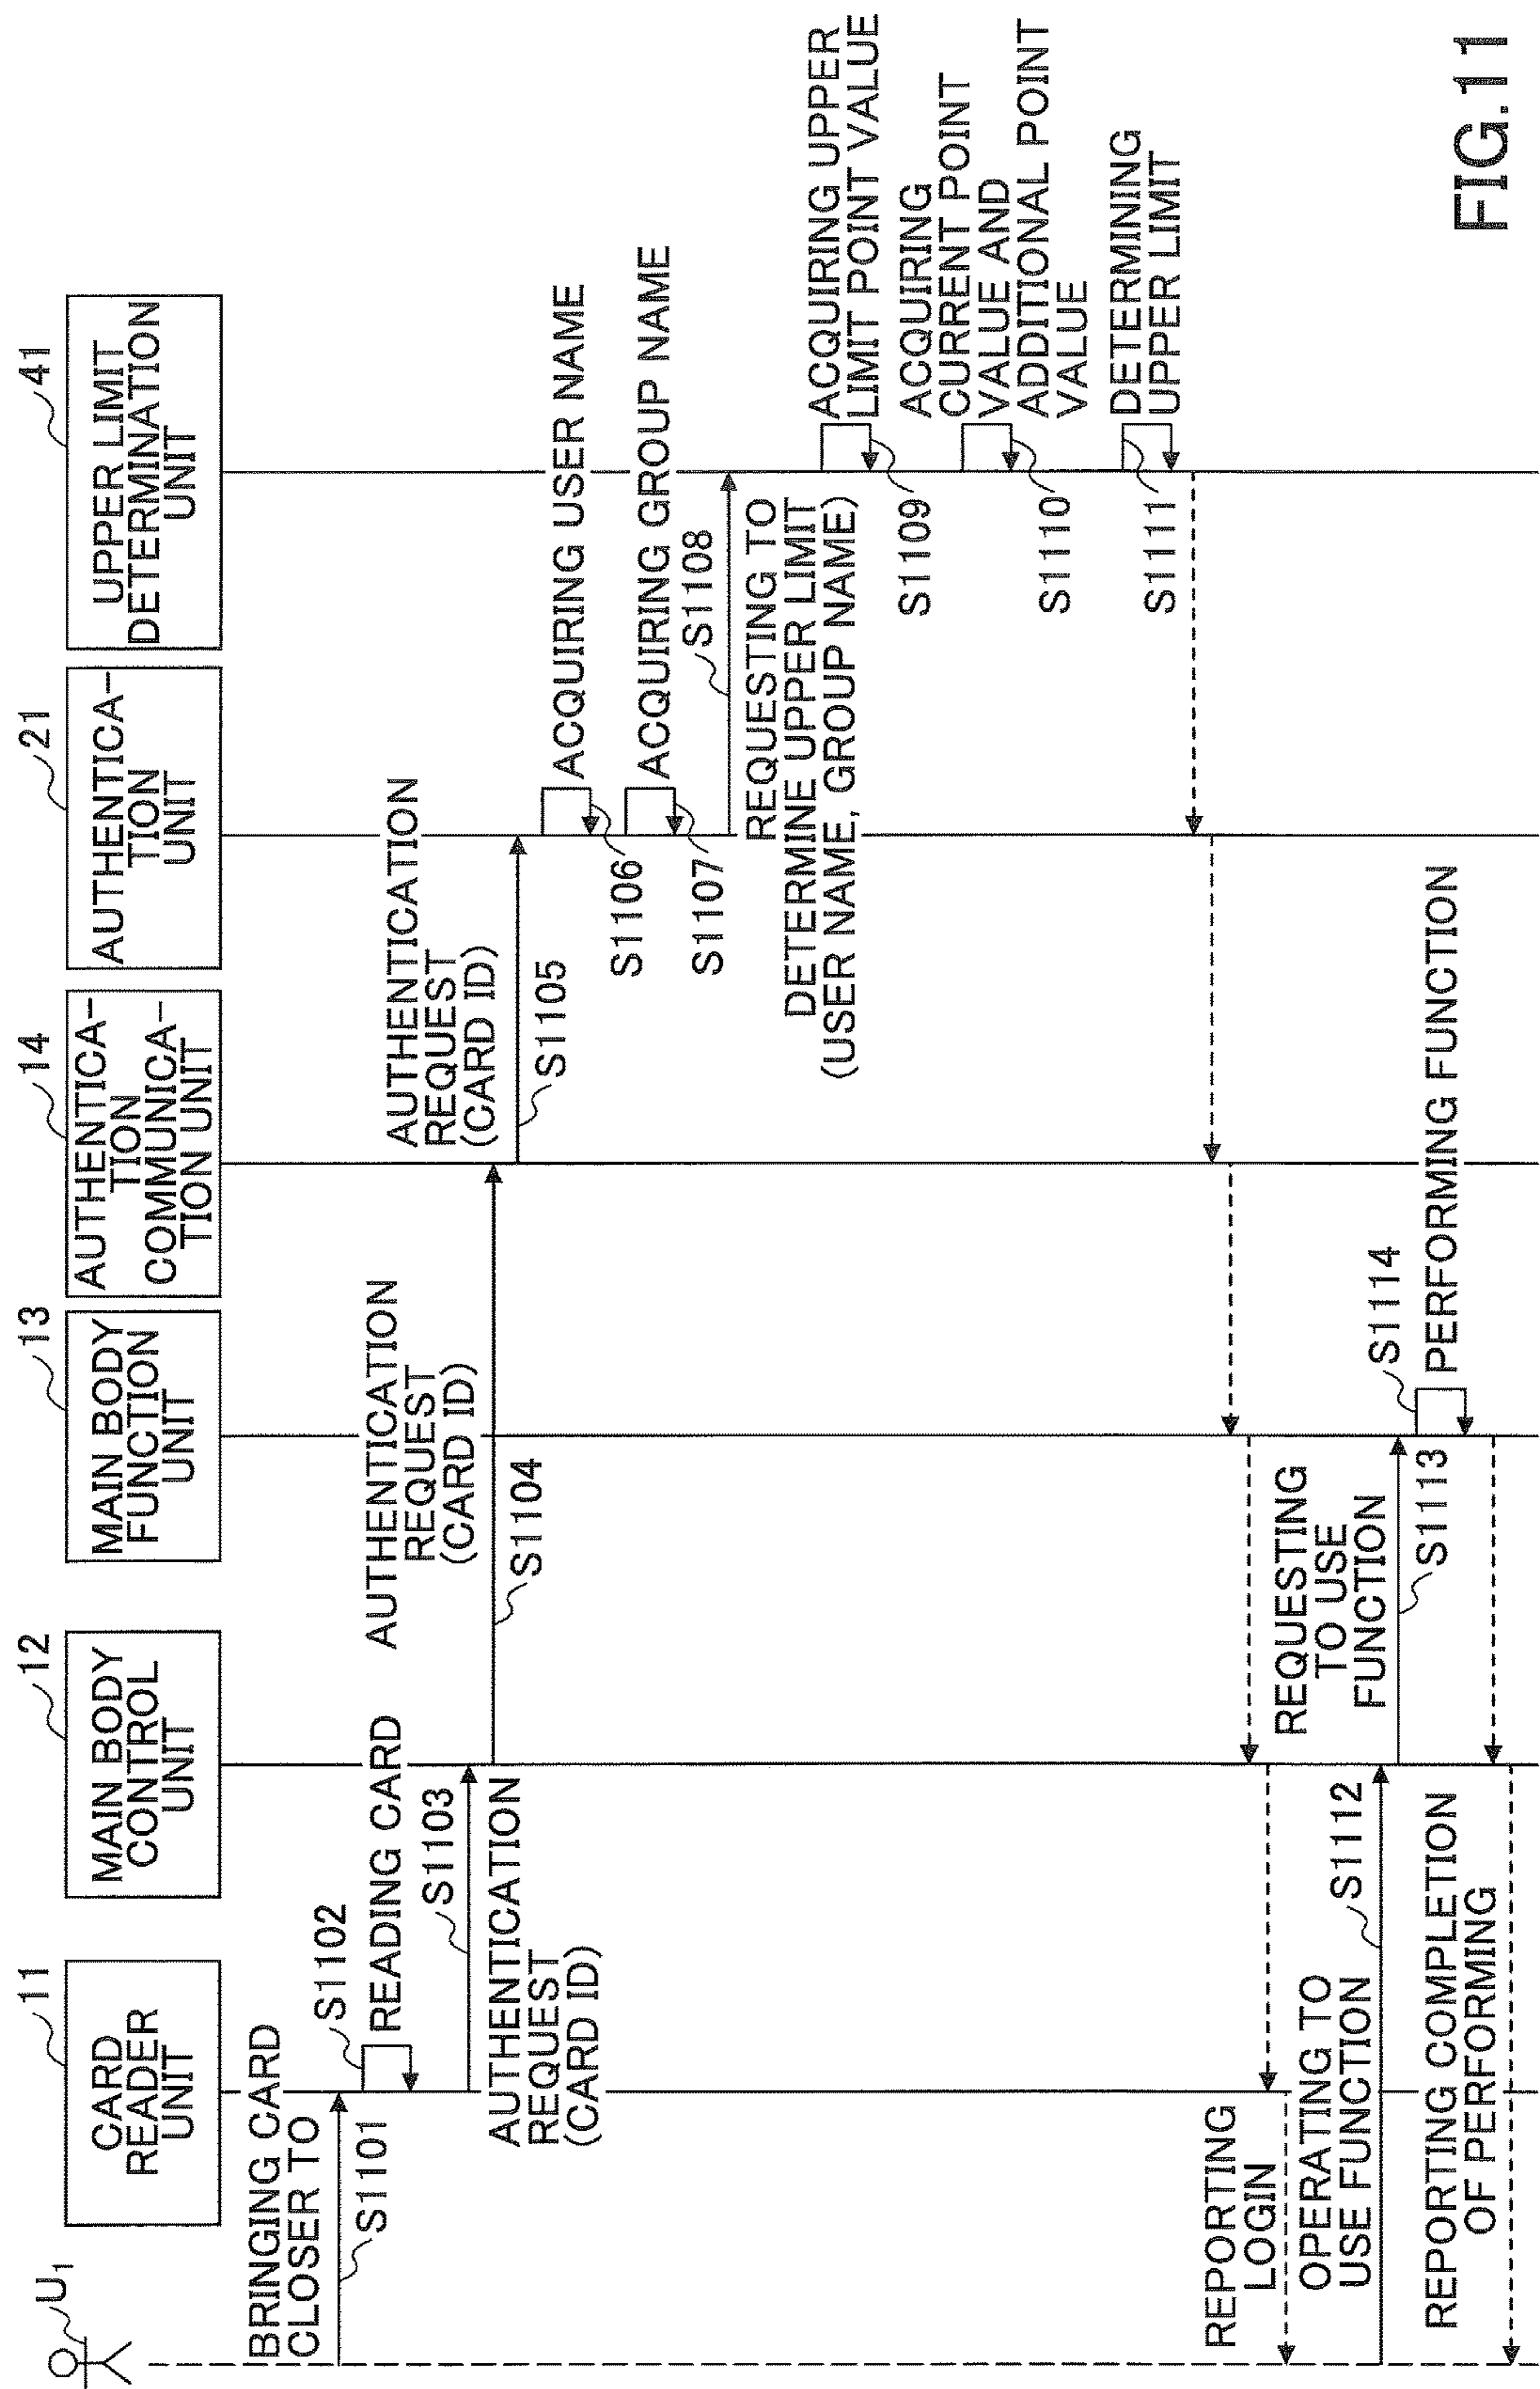 U1
11
CARD
READER
UNIT
12
MAIN BODY
CONTROL
UNIT
13
MAIN BODY
FUNCTION
UNIT
14
AUTHENTICA-
TION
COMMUNICA-
TION UNIT
21
AUTHENTICA-
TION
UNIT
41
UPPER LIMIT
DETERMINATION
UNIT
BRINGING CARD
CLOSER TO
S1101
S1102
READING CARD
S1103
AUTHENTICATION
REQUEST
(CARD ID)
AUTHENTICATION
REQUEST
(CARD ID)
S1104
AUTHENTICATION
REQUEST
(CARD ID)
S1105
ACQUIRING USER NAME
S1106
ACQUIRING GROUP NAME
S1107
S1108
REQUESTING TO
DETERMINE UPPER LIMIT
(USER NAME, GROUP NAME)
ACQUIRING UPPER
LIMIT POINT VALUE
S1109
ACQUIRING
CURRENT POINT
VALUE AND
ADDITIONAL POINT
VALUE
S1110
DETERMINING
UPPER LIMIT
S1111
REPORTING
LOGIN
OPERATING TO
USE FUNCTION
S1112
REQUESTING
TO USE
FUNCTION
S1113
S1114
PERFORMING FUNCTION
REPORTING COMPLETION
OF PERFORMING
FIG.11